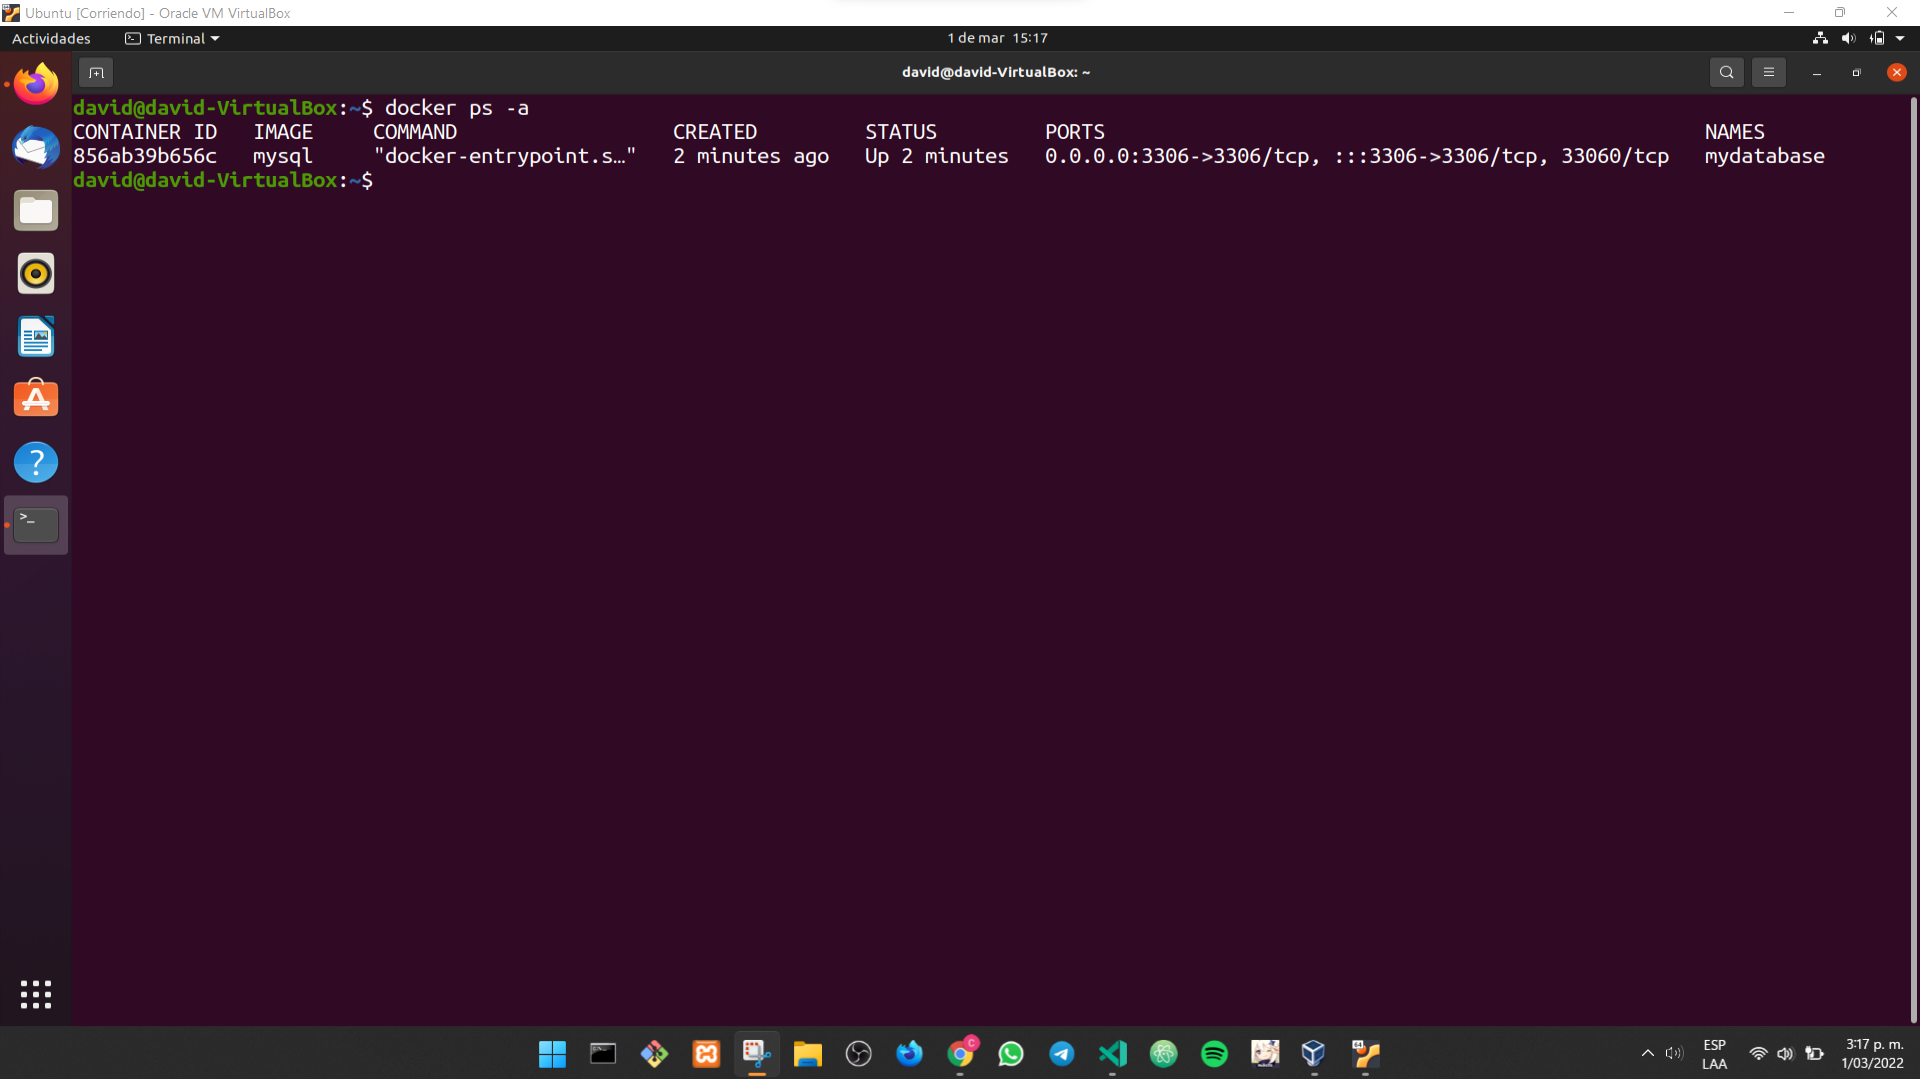 Ubuntu [Corriendo] - Oracle VM VirtualBox
Actividades Terminal 1 de mar 15:17
david@david-VirtualBox: ~
david@david-VirtualBox:~$ docker ps -a
CONTAINER ID IMAGE COMMAND CREATED STATUS PORTS NAMES
856ab39b656c mysql "docker-entrypoint.s…" 2 minutes ago Up 2 minutes 0.0.0.0:3306->3306/tcp, :::3306->3306/tcp, 33060/tcp mydatabase
david@david-VirtualBox:~$
ESP 3:17 p. m.
LAA 1/03/2022